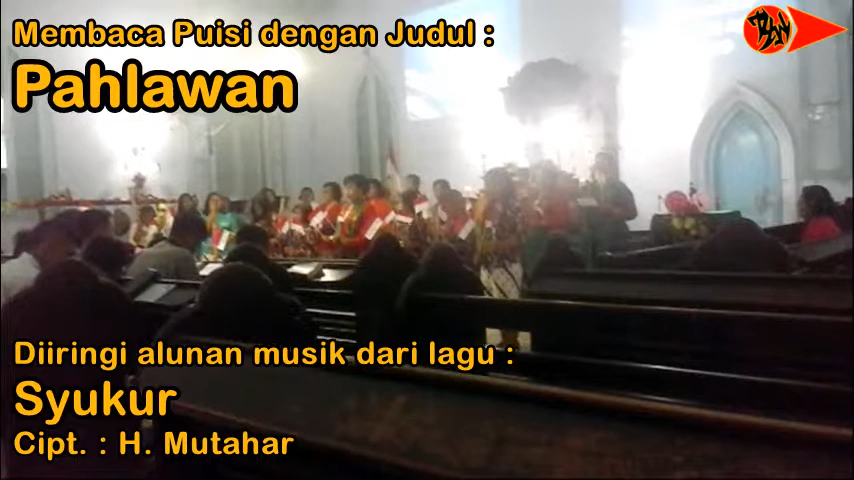 Membaca Puisi dengan Judul :
Pahlawan
Diiringi alunan musik dari lagu :
Syukur
Cipt. : H. Mutahar